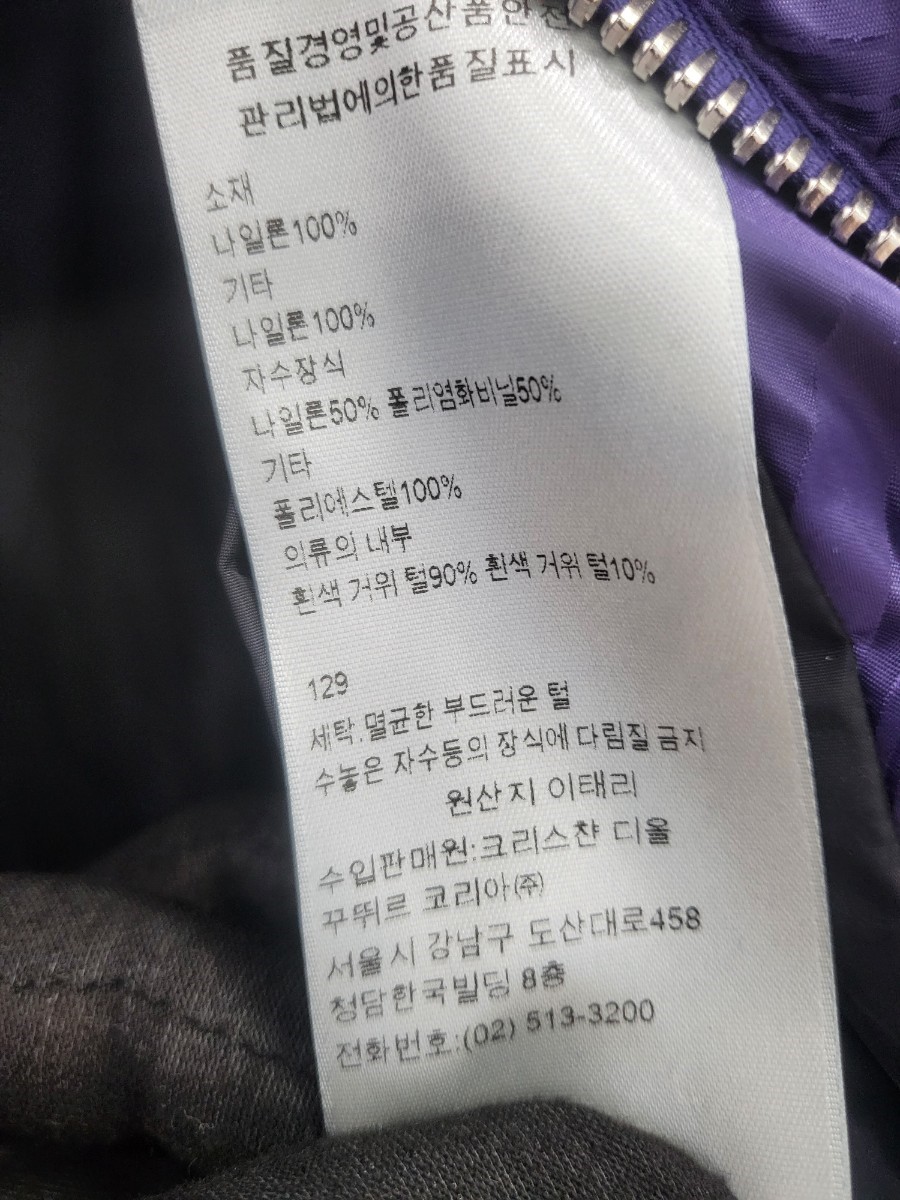 품질경영및공산품안전
관리법에의한품질표시
소재
나일론100%
기타
나일론100%
자수장식
나일론50% 폴리염화비닐50%
기타
폴리에스텔100%
의류의 내부
흰색 거위 털90% 흰색 거위 털10%
129
세탁.멸균한 부드러운 털
수놓은 자수등의 장식에 다림질 금지
원산지 이태리
수입판매원:크리스챤 디올
꾸뛰르 코리아㈜
서울시 강남구 도산대로458
청담한국빌딩 8층
전화번호:(02) 513-3200